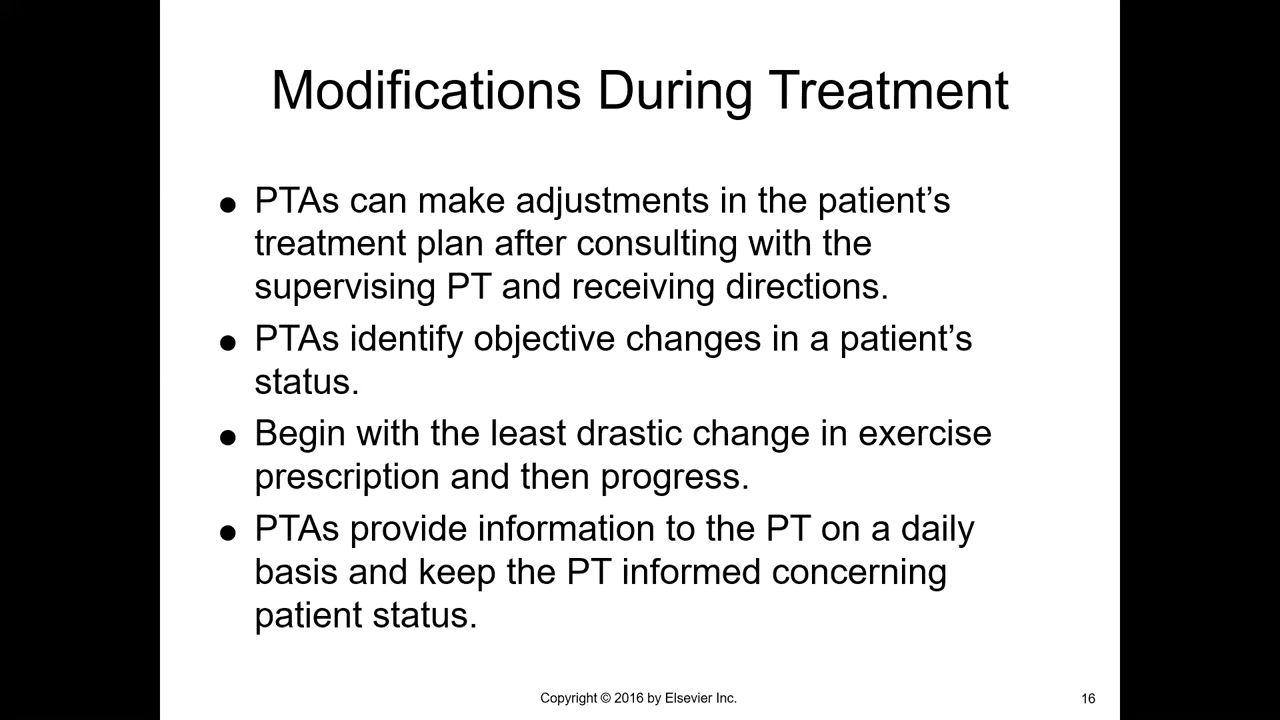 Modifications During Treatment
● PTAs can make adjustments in the patient’s
treatment plan after consulting with the
supervising PT and receiving directions.
● PTAs identify objective changes in a patient’s
status.
● Begin with the least drastic change in exercise
prescription and then progress.
● PTAs provide information to the PT on a daily
basis and keep the PT informed concerning
patient status.
Copyright © 2016 by Elsevier Inc.
16